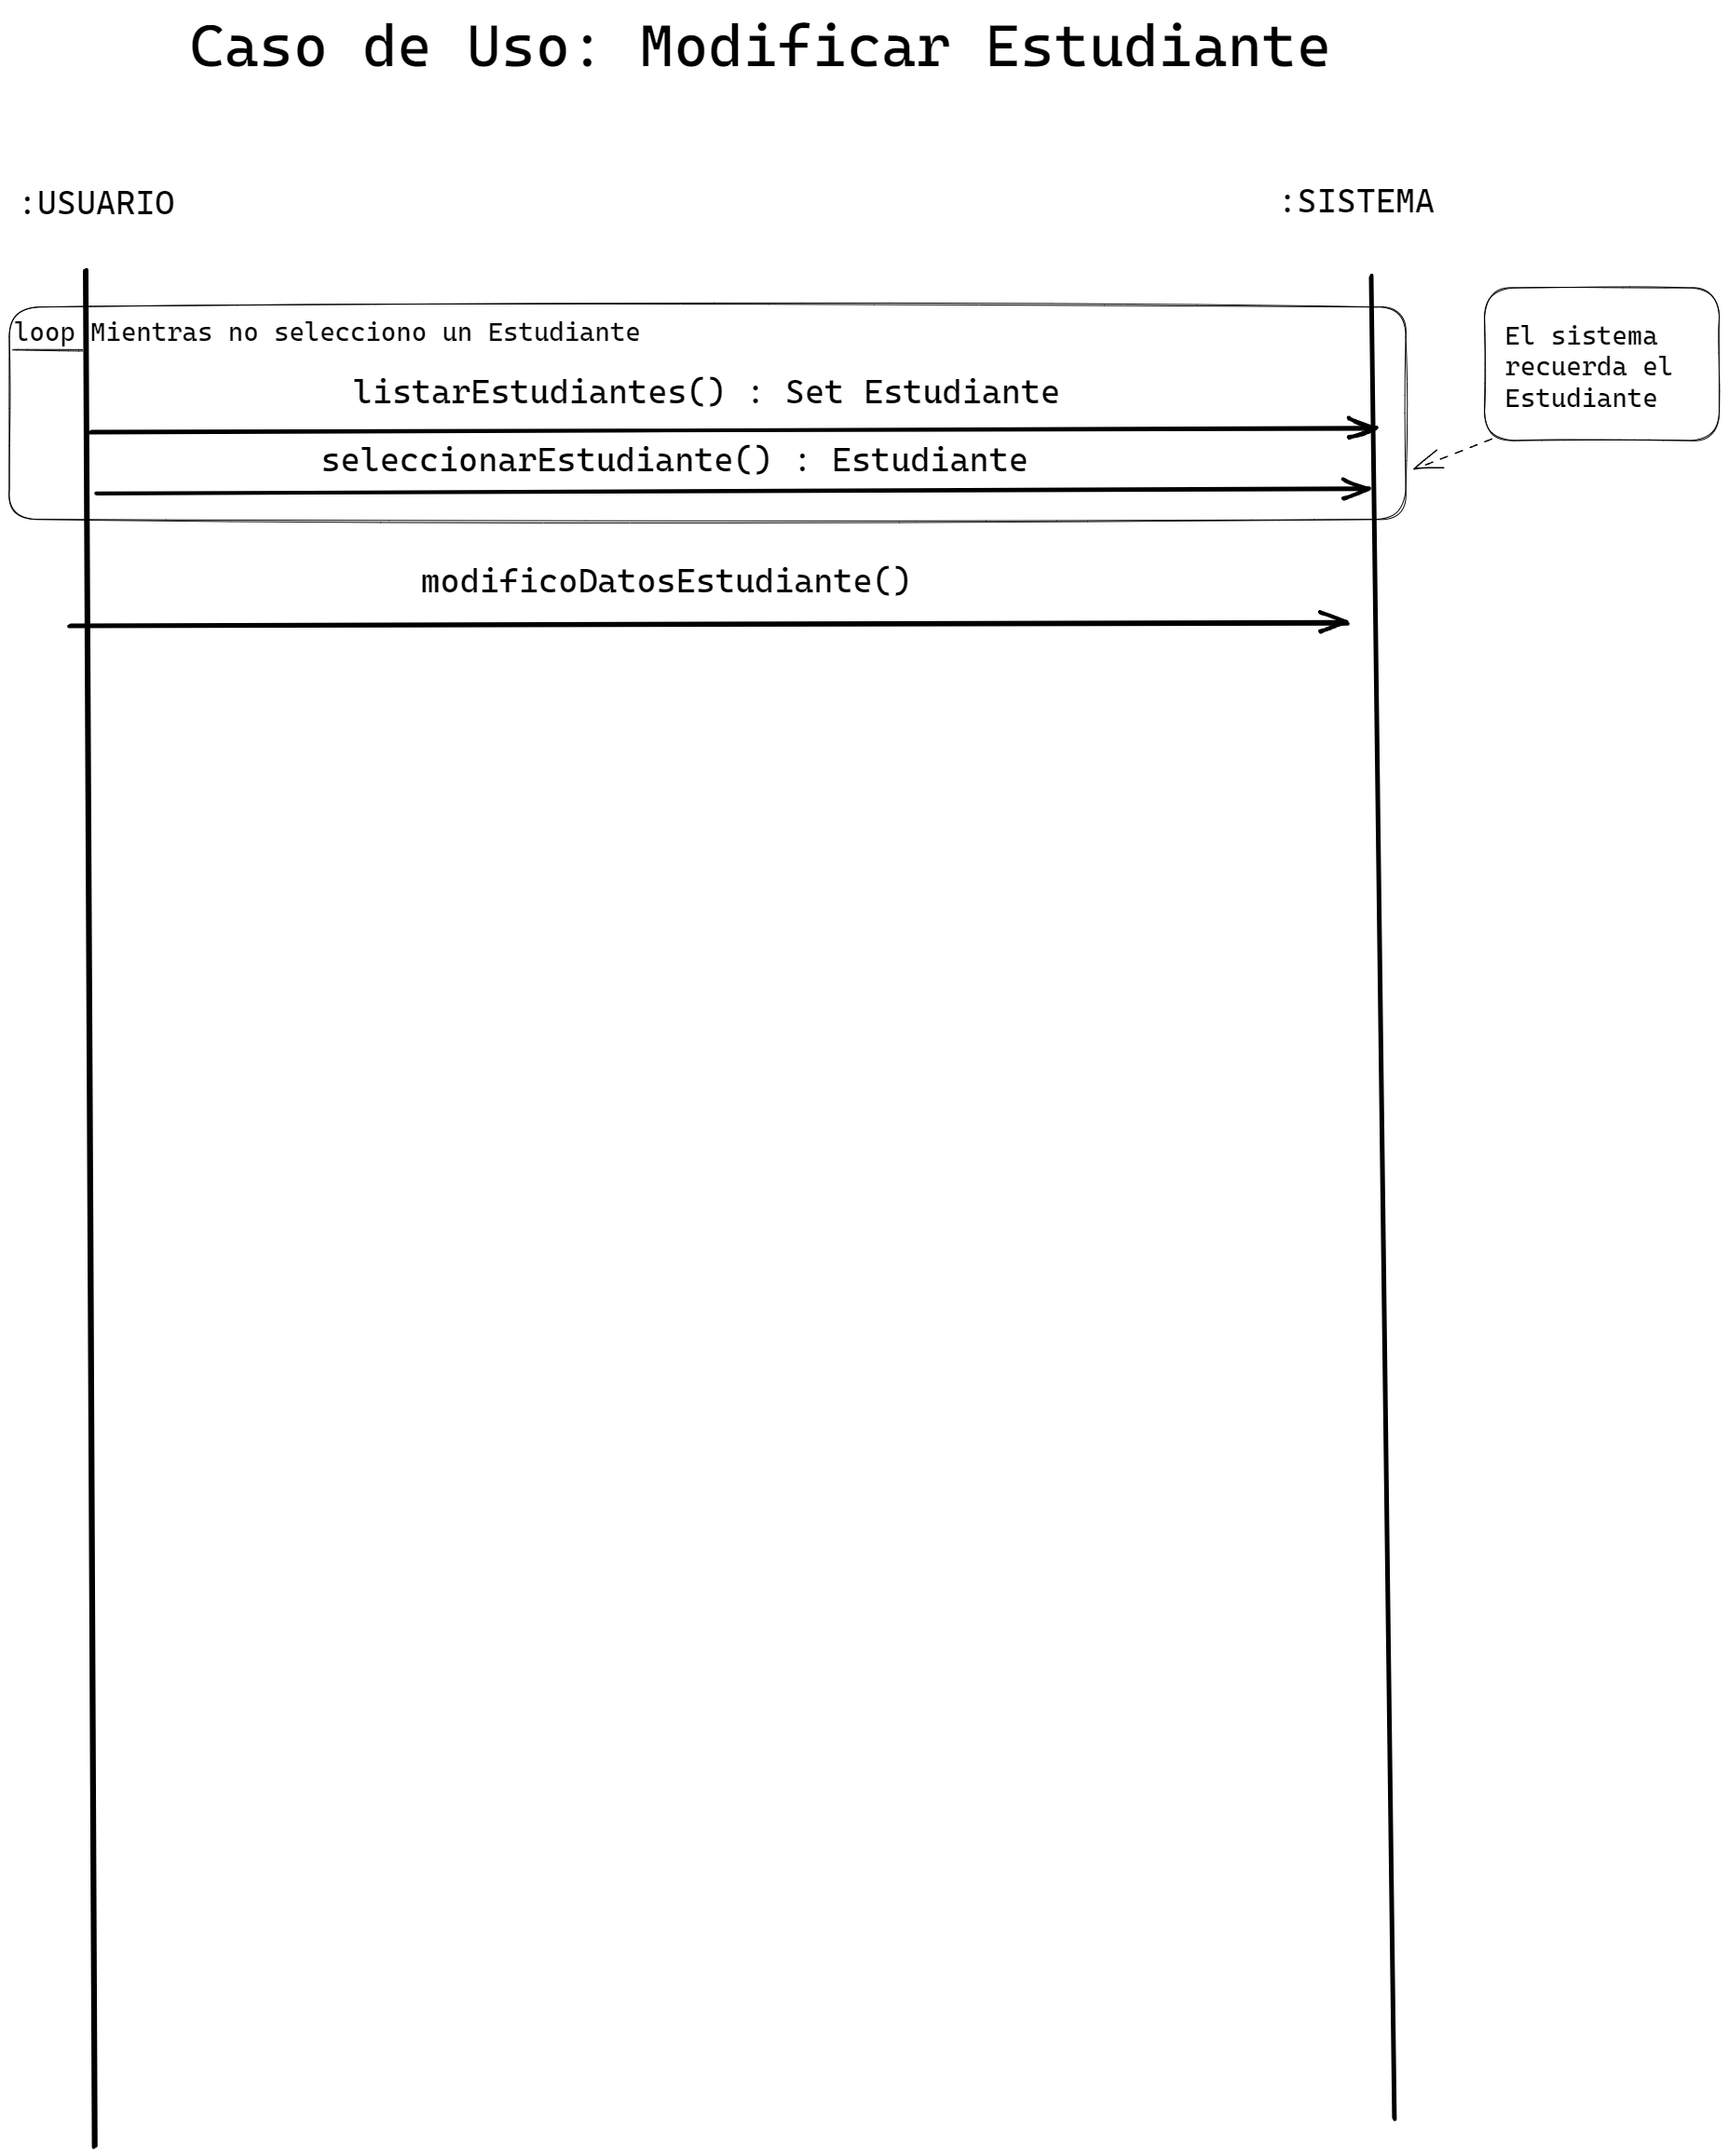 Caso de Uso: Modificar Estudiante
:USUARIO
:SISTEMA
loop Mientras no selecciono un Estudiante
El sistema
recuerda el
Estudiante
listarEstudiantes() : Set Estudiante
seleccionarEstudiante() : Estudiante
modificoDatosEstudiante()